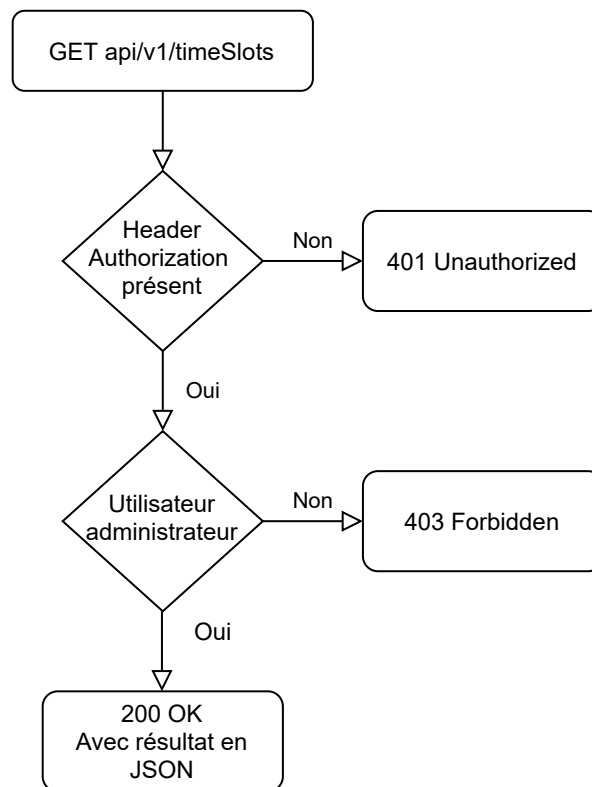 GET api/v1/timeSlots
Header
Authorization
présent
Non
401 Unauthorized
Oui
Utilisateur
administrateur
Non
403 Forbidden
Oui
200 OK
Avec résultat en
JSON